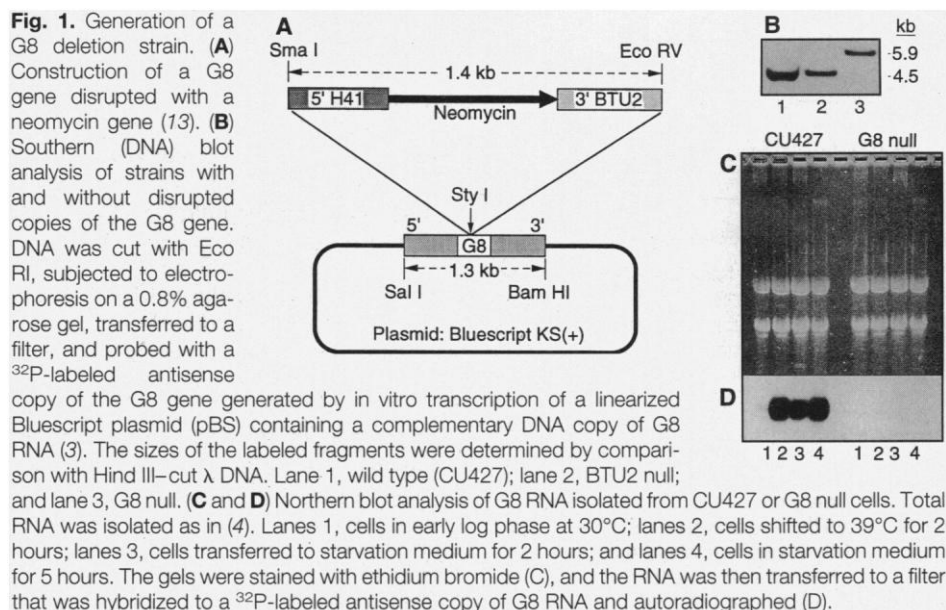 Fig. 1. Generation of a
G8 deletion strain. (A)
Construction of a G8
gene disrupted with a
neomycin gene (13). (B)
Southern (DNA) blot
analysis of strains with
and without disrupted
copies of the G8 gene.
DNA was cut with Eco
RI, subjected to electro-
phoresis on a 0.8% aga-
rose gel, transferred to a
filter, and probed with a
32P-labeled antisense
copy of the G8 gene generated by in vitro transcription of a linearized
Bluescript plasmid (pBS) containing a complementary DNA copy of G8
RNA (3). The sizes of the labeled fragments were determined by compari-
son with Hind III–cut λ DNA. Lane 1, wild type (CU427); lane 2, BTU2 null;
and lane 3, G8 null. (C and D) Northern blot analysis of G8 RNA isolated from CU427 or G8 null cells. Total
RNA was isolated as in (4). Lanes 1, cells in early log phase at 30°C; lanes 2, cells shifted to 39°C for 2
hours; lanes 3, cells transferred to starvation medium for 2 hours; and lanes 4, cells in starvation medium
for 5 hours. The gels were stained with ethidium bromide (C), and the RNA was then transferred to a filter
that was hybridized to a 32P-labeled antisense copy of G8 RNA and autoradiographed (D).
A
Sma I
Eco RV
1.4 kb
5' H41
Neomycin
3' BTU2
Sty I
5'
3'
G8
1.3 kb
Sal I
Bam HI
Plasmid: Bluescript KS(+)
B
kb
-5.9
-4.5
1 2 3
CU427 G8 null
C
D
1 2 3 4 1 2 3 4